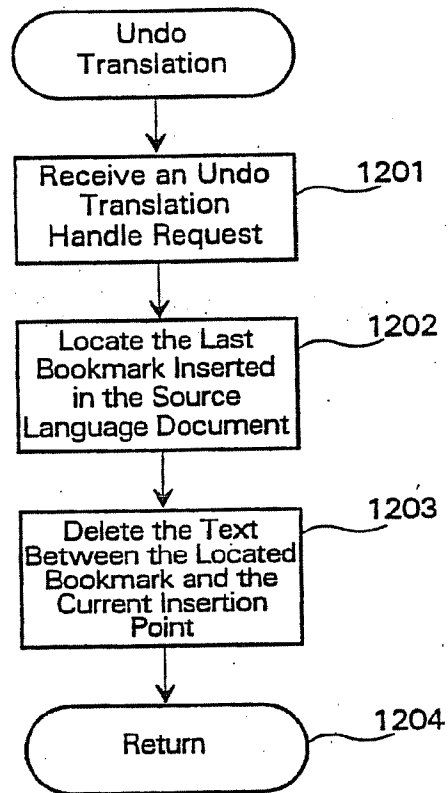 Undo
Translation
Receive an Undo
Translation
Handle Request
1201
Locate the Last
Bookmark Inserted
in the Source
Language Document
1202
Delete the Text
Between the Located
Bookmark and the
Current Insertion
Point
1203
Return
1204